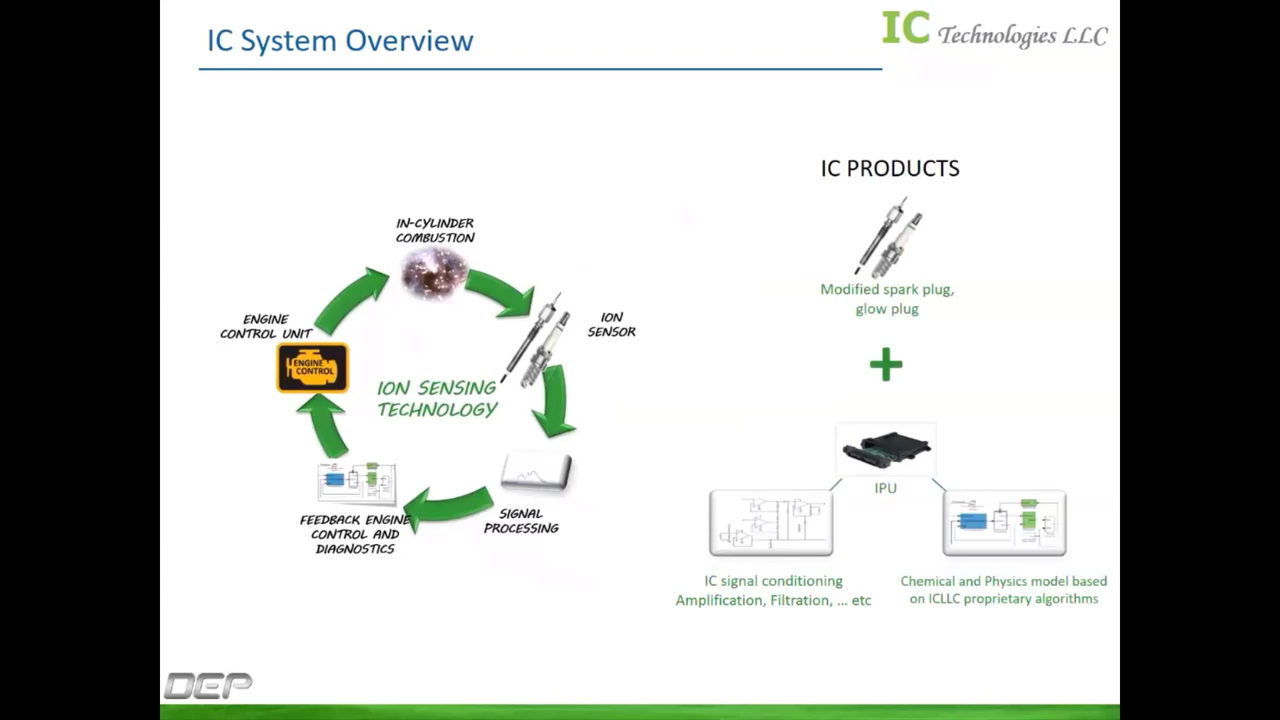 IC System Overview
IC Technologies LLC
IC PRODUCTS
IN-CYLINDER
COMBUSTION
ION
SENSOR
ENGINE
CONTROL UNIT
ENGINE
CONTROL
ION SENSING
TECHNOLOGY
SIGNAL
PROCESSING
FEEDBACK ENGINE
CONTROL AND
DIAGNOSTICS
Modified spark plug,
glow plug
+
IPU
IC signal conditioning
Amplification, Filtration, ... etc
Chemical and Physics model based
on ICLLC proprietary algorithms
DEP